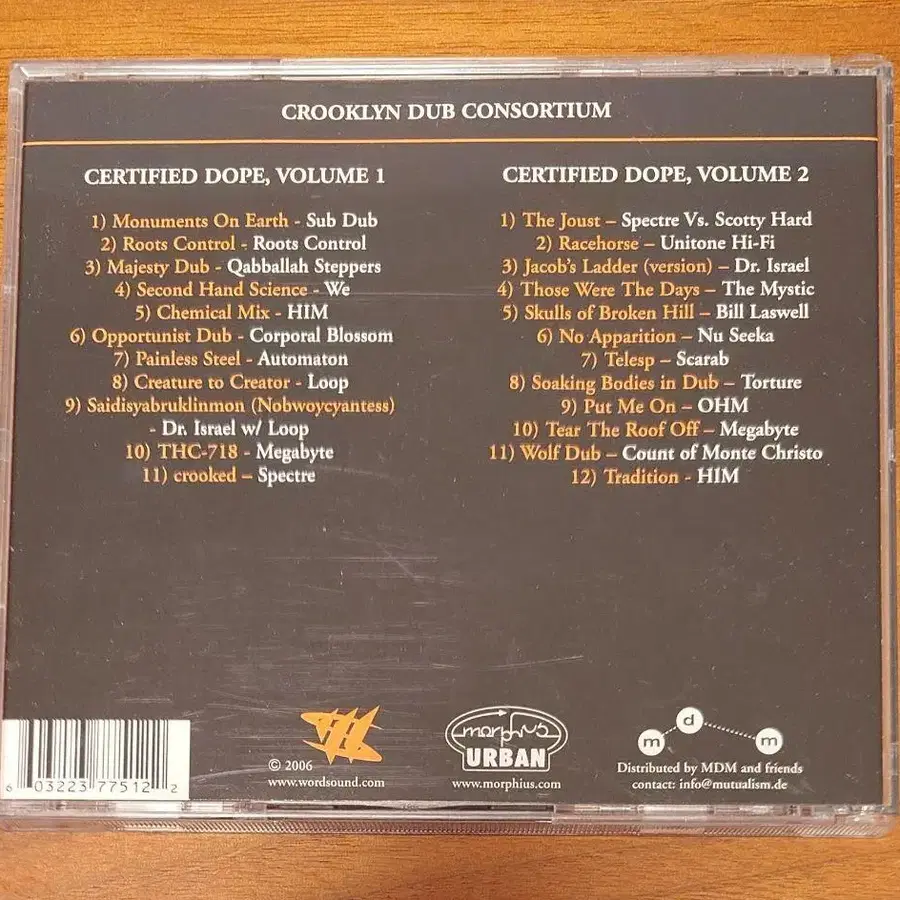 CROOKLYN DUB CONSORTIUM
CERTIFIED DOPE, VOLUME 1
1) Monuments On Earth - Sub Dub
2) Roots Control - Roots Control
3) Majesty Dub - Qabballah Steppers
4) Second Hand Science - We
5) Chemical Mix - HIM
6) Opportunist Dub - Corporal Blossom
7) Painless Steel - Automaton
8) Creature to Creator - Loop
9) Saidisyabruklinmon (Nobwoycyantess)
- Dr. Israel w/ Loop
10) THC-718 - Megabyte
11) crooked – Spectre
CERTIFIED DOPE, VOLUME 2
1) The Joust – Spectre Vs. Scotty Hard
2) Racehorse – Unitone Hi-Fi
3) Jacob's Ladder (version) – Dr. Israel
4) Those Were The Days – The Mystic
5) Skulls of Broken Hill – Bill Laswell
6) No Apparition – Nu Seeka
7) Telesp – Scarab
8) Soaking Bodies in Dub – Torture
9) Put Me On – OHM
10) Tear The Roof Off – Megabyte
11) Wolf Dub – Count of Monte Christo
12) Tradition - HIM
6 03223 77512 2
© 2006
www.wordsound.com
morphius
URBAN
www.morphius.com
m d m
Distributed by MDM and friends
contact: info@mutualism.de